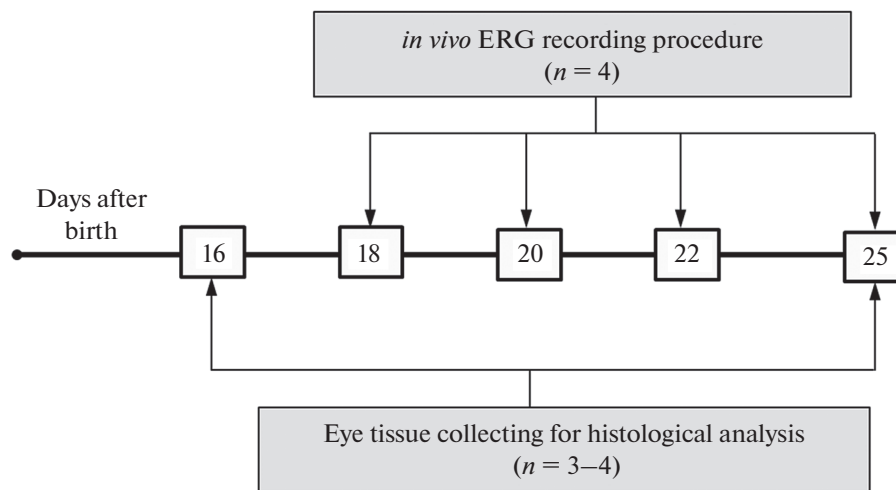 in vivo ERG recording procedure
(n = 4)
Days after
birth
16
18
20
22
25
Eye tissue collecting for histological analysis
(n = 3–4)